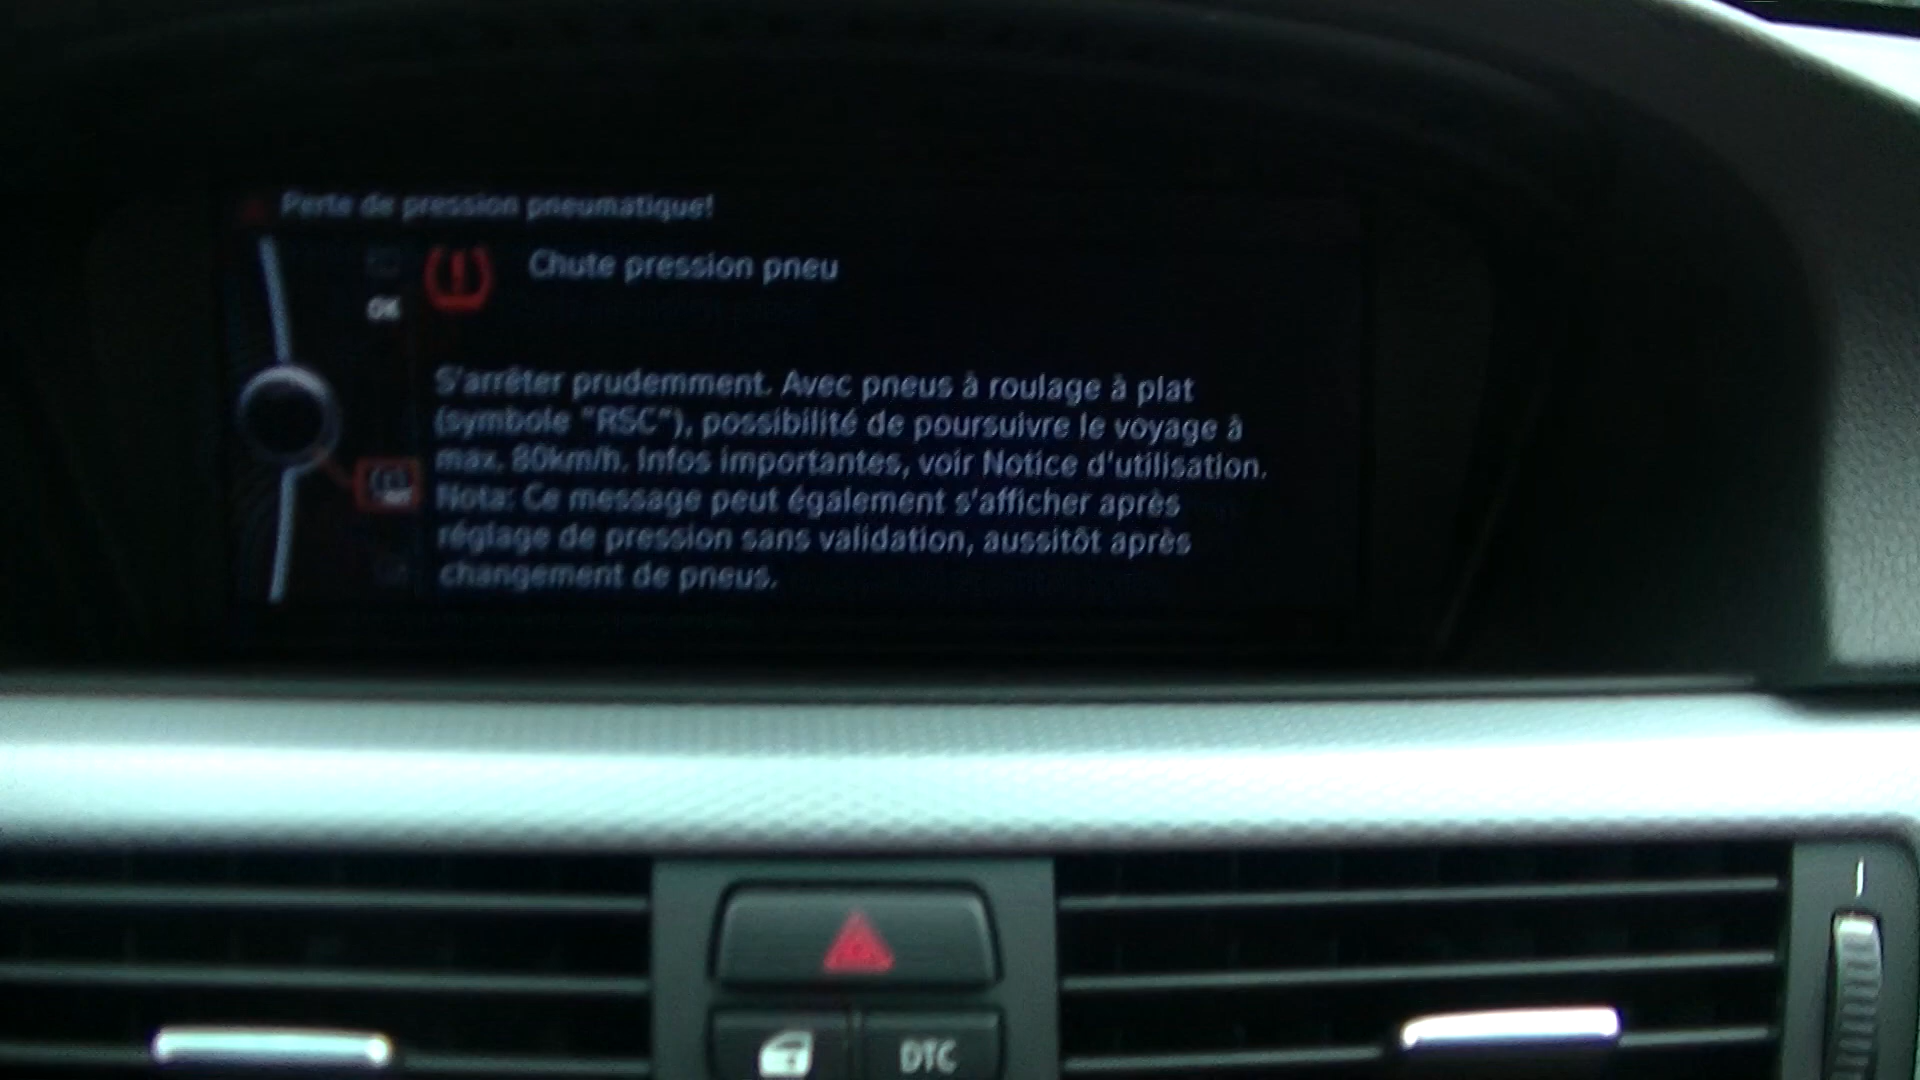 Perte de pression pneumatique!
Chute pression pneu
OK
S'arrêter prudemment. Avec pneus à roulage à plat
(symbole "RSC"), possibilité de poursuivre le voyage à
max. 80km/h. Infos importantes, voir Notice d'utilisation.
Nota: Ce message peut également s'afficher après
réglage de pression sans validation, aussitôt après
changement de pneus.
DTC